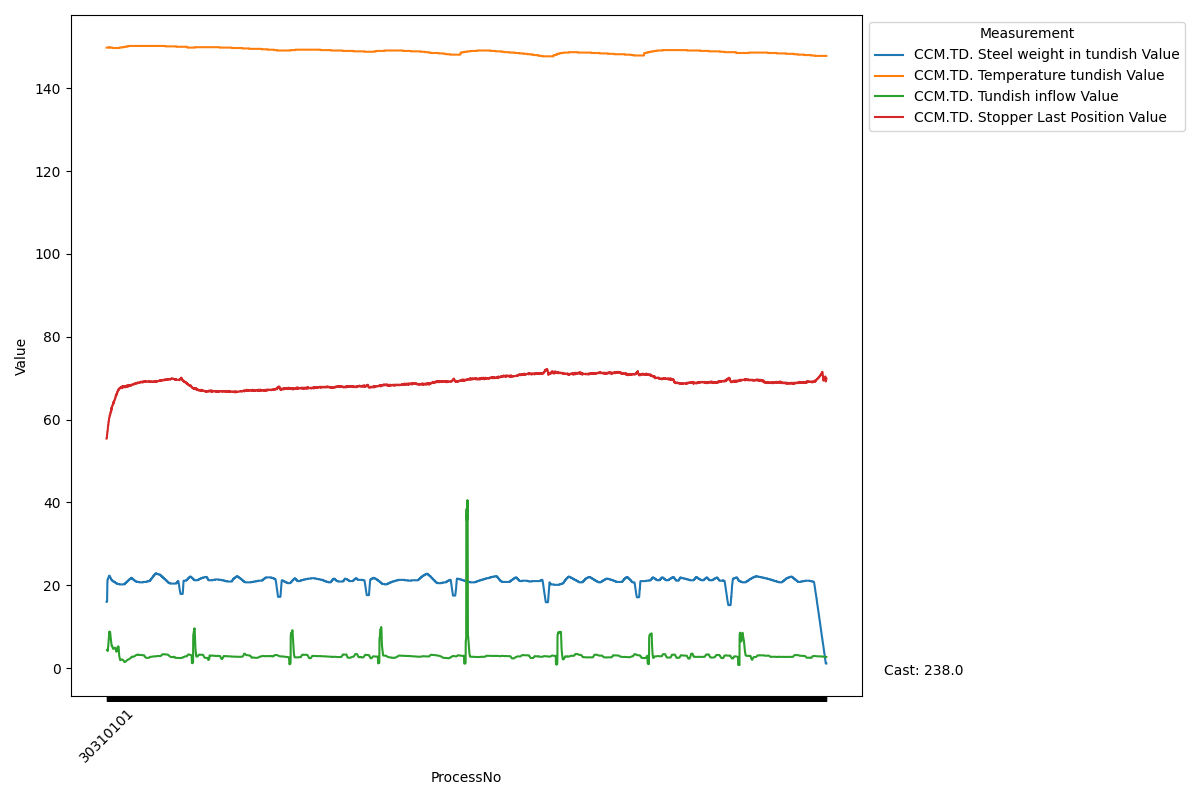 Measurement
CCM.TD. Steel weight in tundish Value
CCM.TD. Temperature tundish Value
CCM.TD. Tundish inflow Value
CCM.TD. Stopper Last Position Value
Value
140
120
100
80
60
40
20
0
Cast: 238.0
30310101
ProcessNo